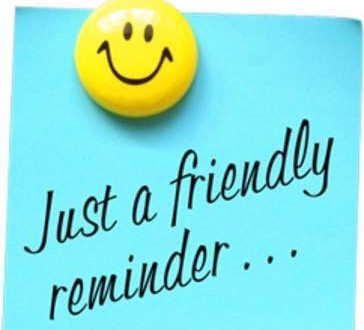 Just a friendly
reminder . . .